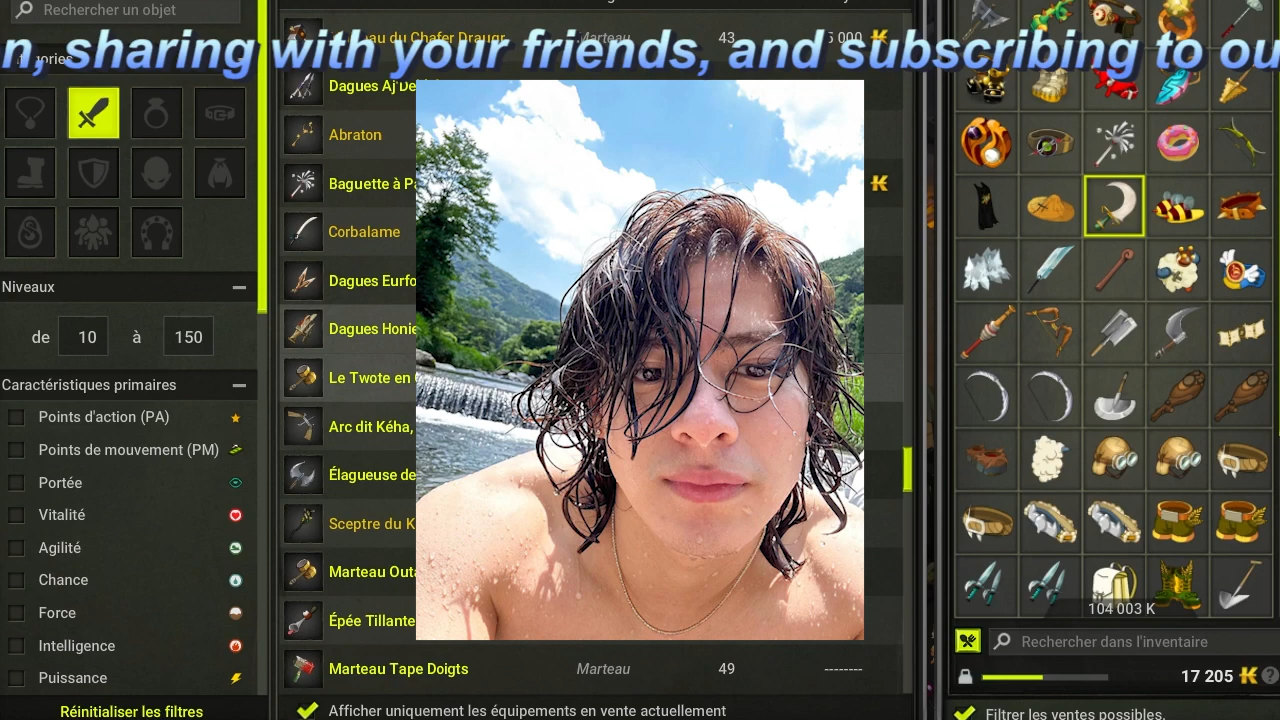 Rechercher un objet
n, sharing with your friends, and subscribing to ou
43
Dagues Aj'De
Abraton
Baguette à Pa
Corbalame
Dagues Eurfo
Niveaux
de 10 à 150
Dagues Honie
Le Twote en
Caractéristiques primaires
Points d'action (PA)
Arc dit Kéha,
Points de mouvement (PM)
Élagueuse de
Portée
Vitalité
Sceptre du K
Agilité
Chance
Marteau Outa
Force
Épée Tillante
Intelligence
Puissance
Marteau Tape Doigts Marteau 49 --------
Réinitialiser les filtres
Afficher uniquement les équipements en vente actuellement
104 003 K
Rechercher dans l'inventaire
17 205
Filtrer les ventes possibles.